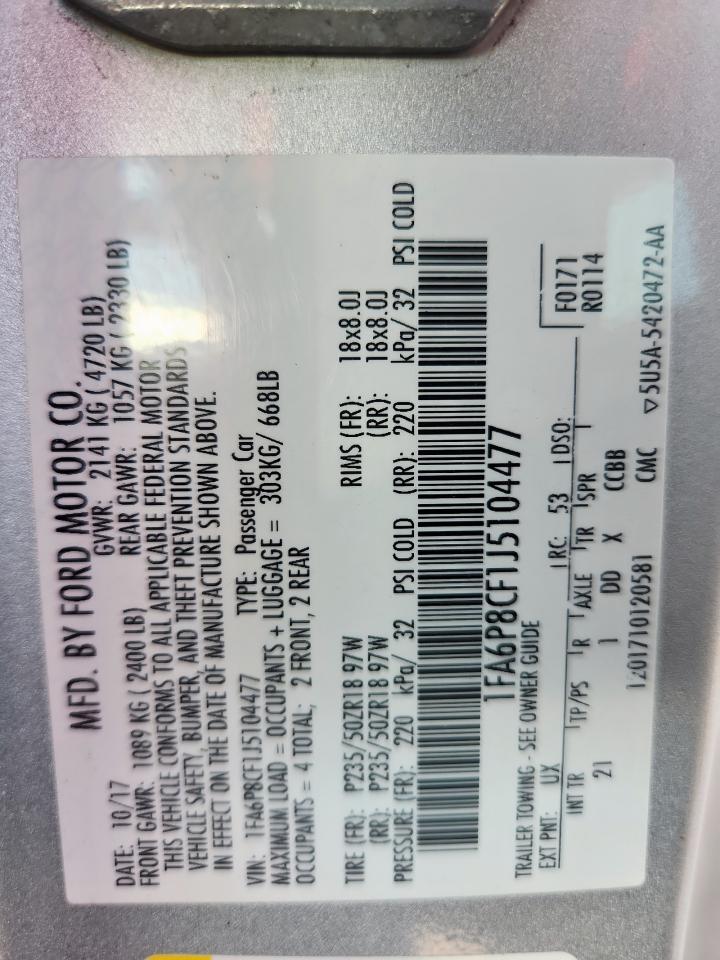 MFD. BY FORD MOTOR CO.
DATE: 10/17 GVWR: 2141 KG ( 4720 LB)
FRONT GAWR: 1089 KG ( 2400 LB) REAR GAWR: 1057 KG ( 2330 LB)
THIS VEHICLE CONFORMS TO ALL APPLICABLE FEDERAL MOTOR
VEHICLE SAFETY, BUMPER, AND THEFT PREVENTION STANDARDS
IN EFFECT ON THE DATE OF MANUFACTURE SHOWN ABOVE.
VIN: 1FA6P8CF1J5104477 TYPE: Passenger Car
MAXIMUM LOAD = OCCUPANTS + LUGGAGE = 303KG/ 668LB
OCCUPANTS = 4 TOTAL; 2 FRONT, 2 REAR
TIRE (FR): P235/50ZR18 97W RIMS (FR): 18x8.0J
(RR): P235/50ZR18 97W (RR): 18x8.0J
PRESSURE (FR): 220 kPa/ 32 PSI COLD (RR): 220 kPa/ 32 PSI COLD
1FA6P8CF1J5104477
TRAILER TOWING - SEE OWNER GUIDE
EXT PNT: UX RC: 53 DSO: F0171
INT TR TP/PS R AXLE TR SPR R0114
21 1 DD X CCBB
1201710120581 CMC ▽5U5A-5420472-AA